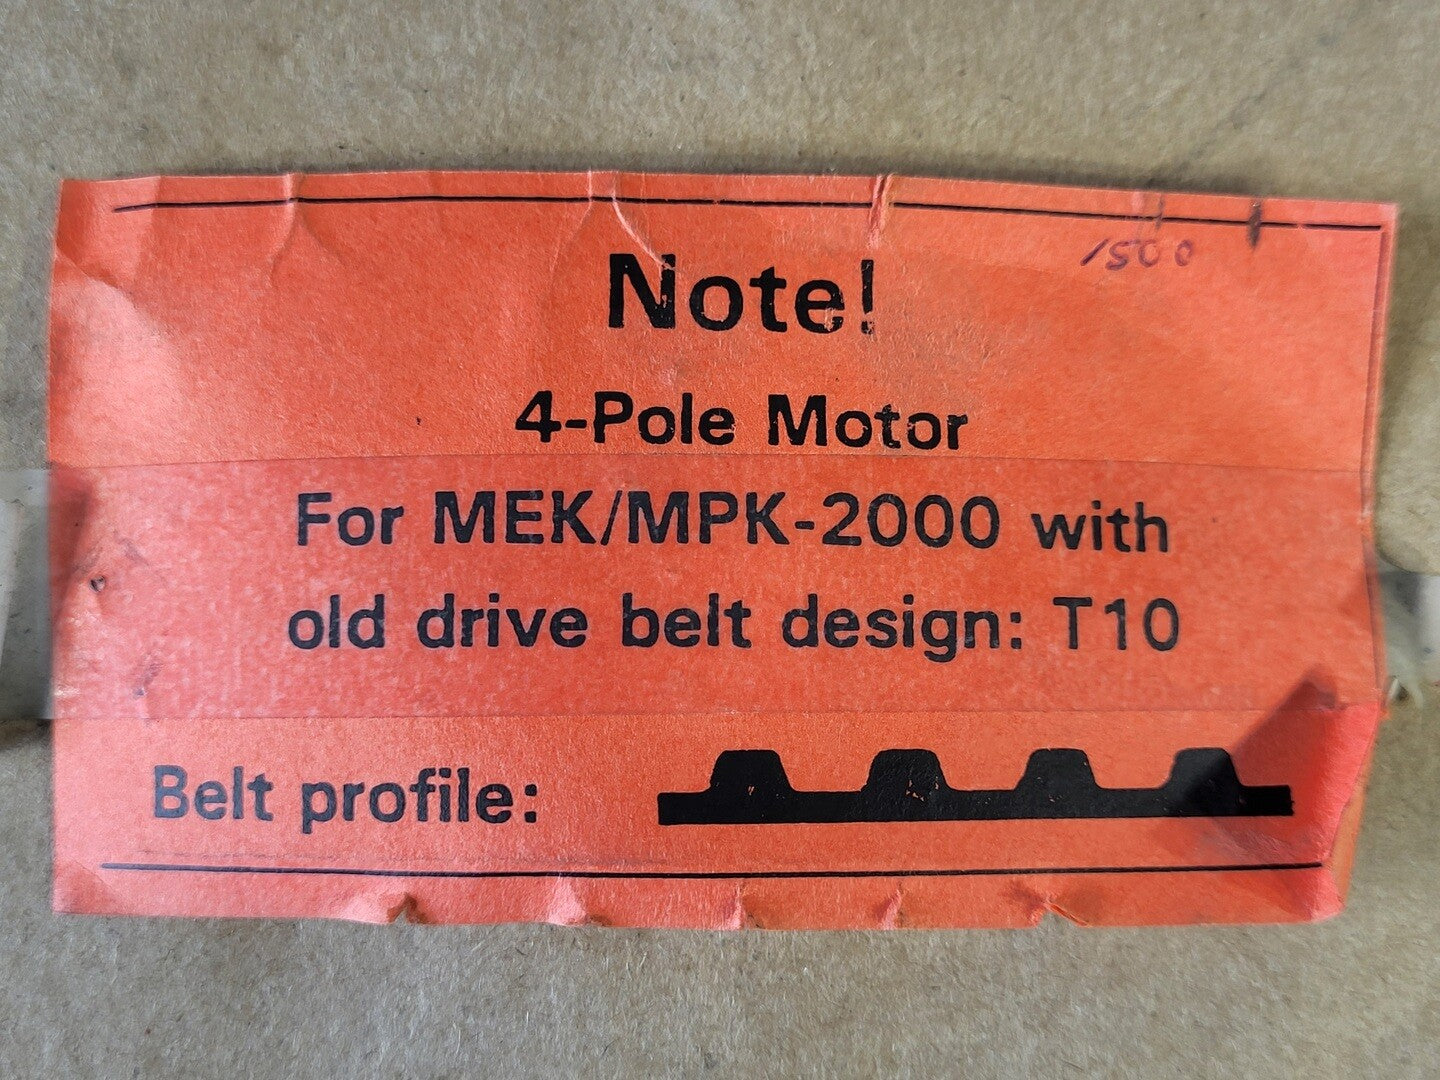 1500
Note!
4-Pole Motor
For MEK/MPK-2000 with
old drive belt design: T10
Belt profile: